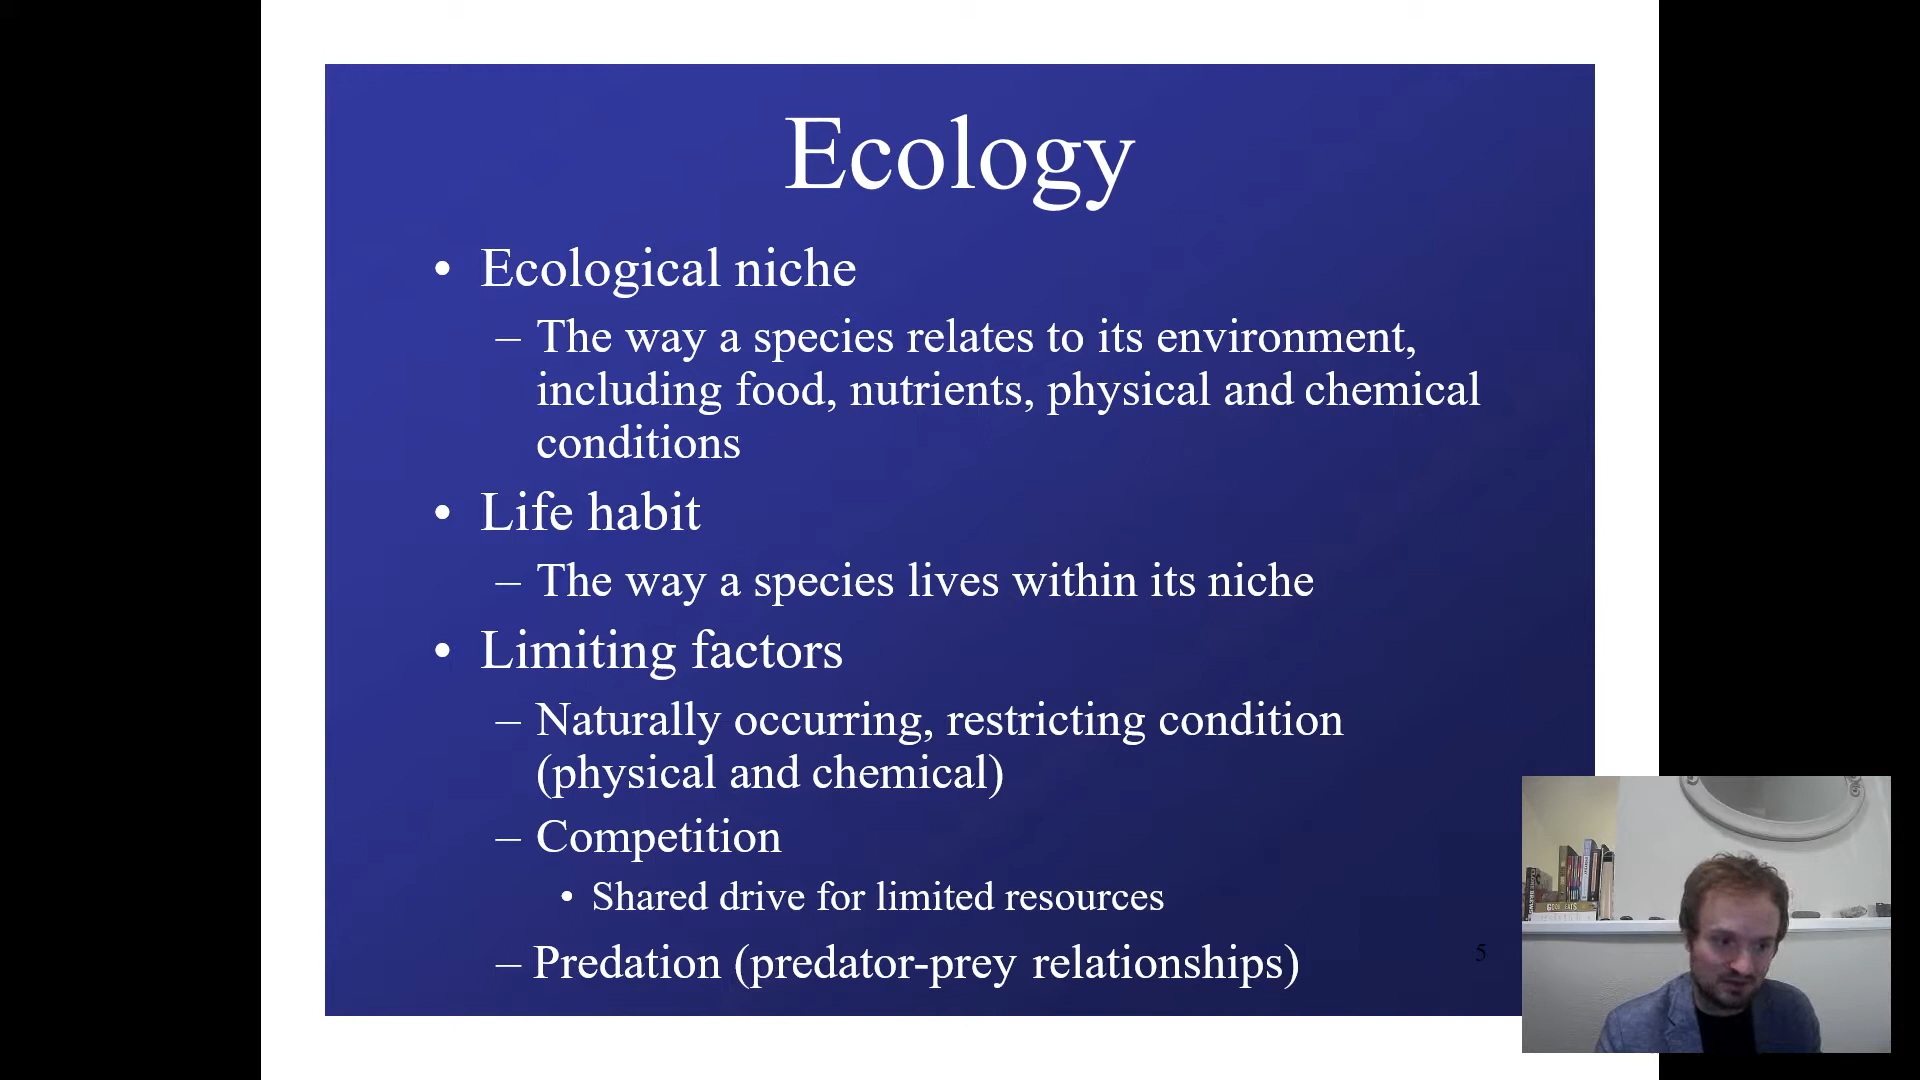 Ecology
• Ecological niche
– The way a species relates to its environment,
including food, nutrients, physical and chemical
conditions
• Life habit
– The way a species lives within its niche
• Limiting factors
– Naturally occurring, restricting condition
(physical and chemical)
– Competition
• Shared drive for limited resources
– Predation (predator-prey relationships)
5